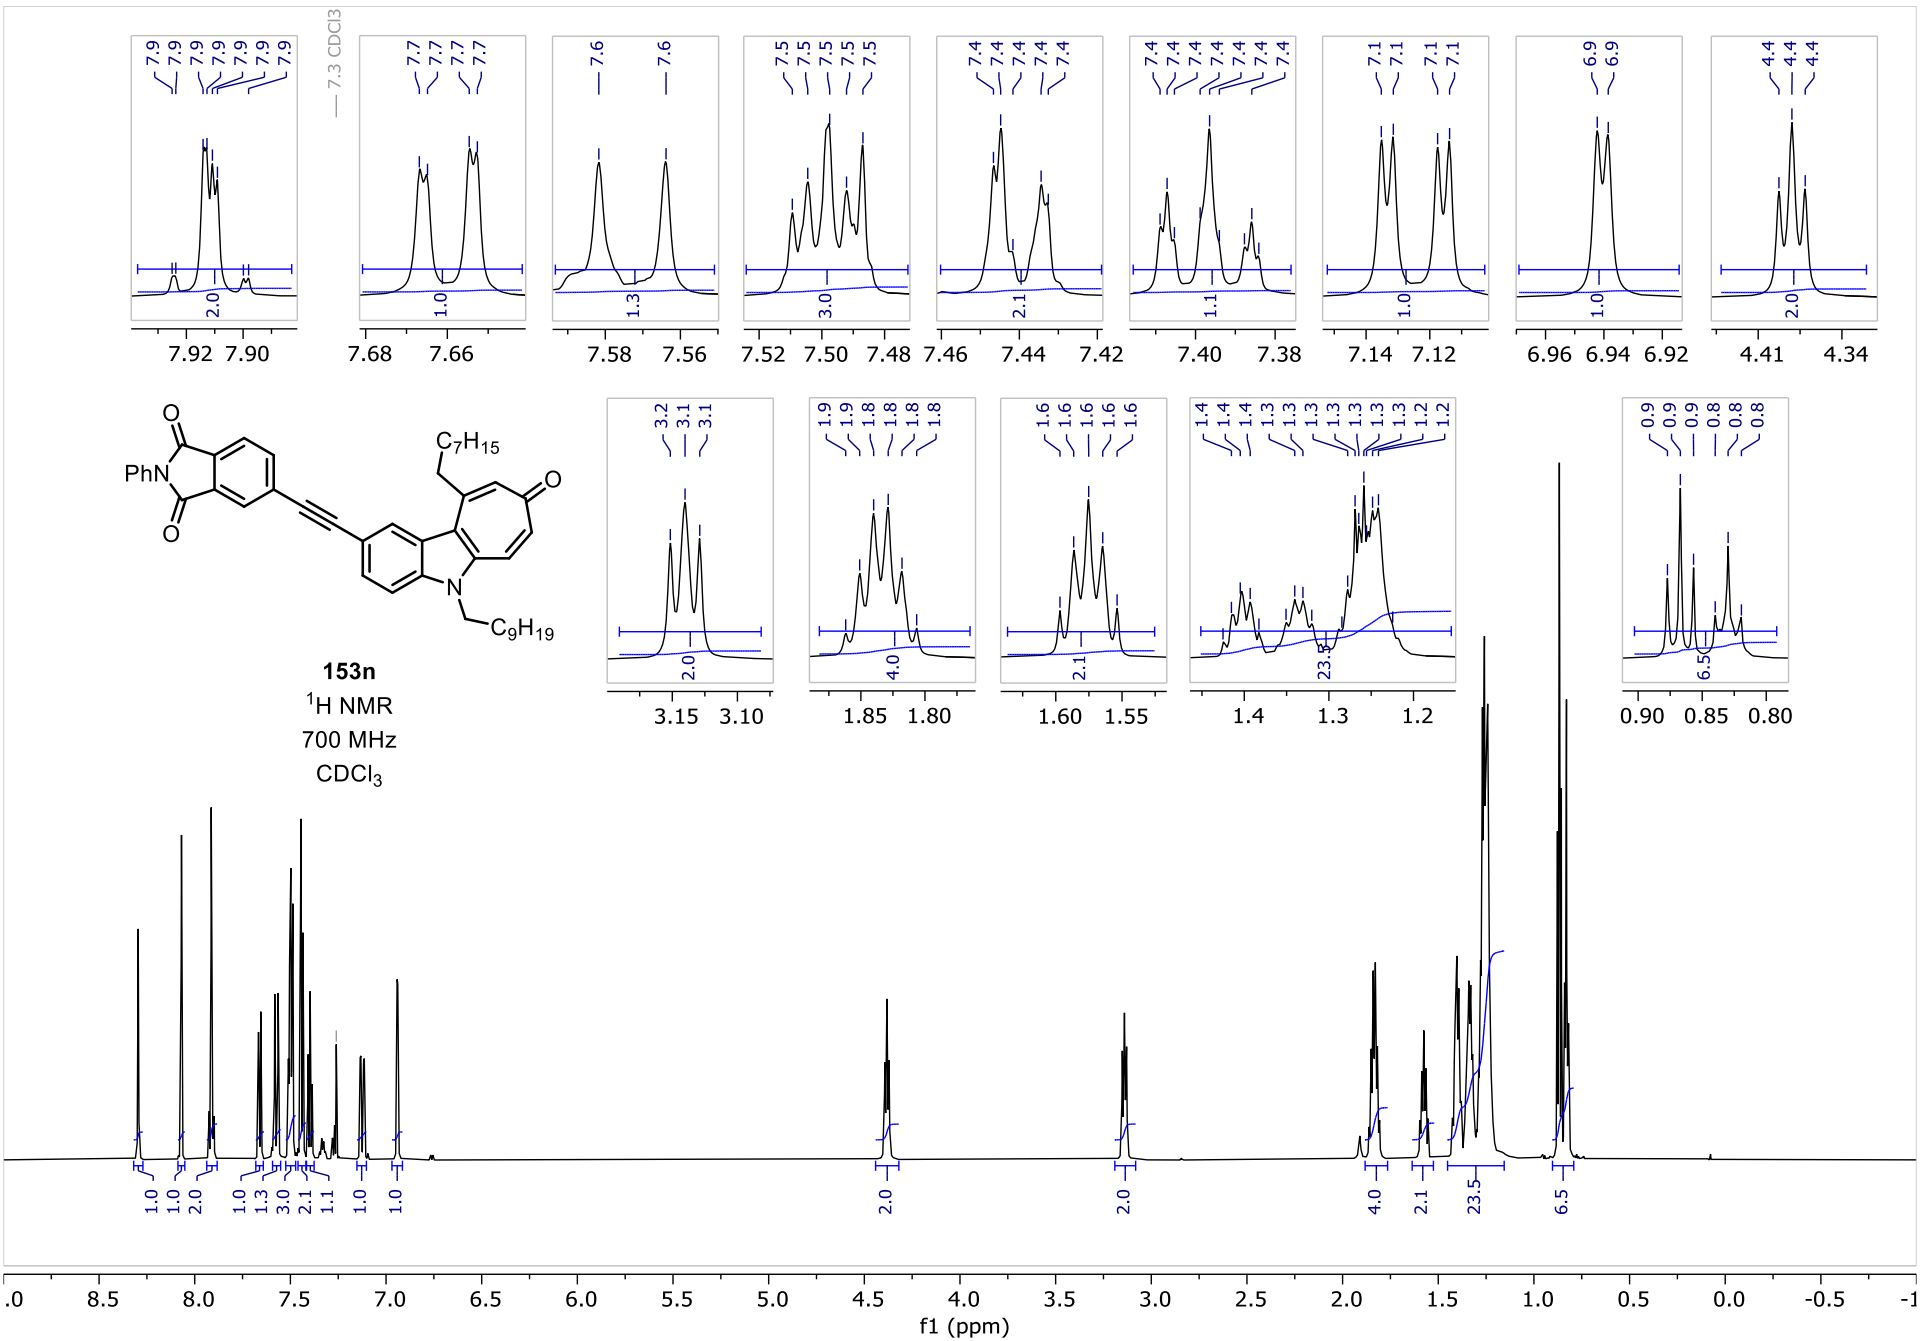 7.9 7.9 7.9 7.9 7.9 7.9 7.9
7.3 CDCl3
7.7 7.7 7.7 7.7
7.6 7.6
7.5 7.5 7.5 7.5 7.5
7.4 7.4 7.4 7.4 7.4
7.4 7.4 7.4 7.4 7.4 7.4 7.4
7.1 7.1 7.1 7.1
6.9 6.9
4.4 4.4 4.4
2.0 1.0 1.3 3.0 2.1 1.1 1.0 1.0 2.0
7.92 7.90 7.68 7.66 7.58 7.56 7.52 7.50 7.48 7.46 7.44 7.42 7.40 7.38 7.14 7.12 6.96 6.94 6.92 4.41 4.34
3.2 3.1 3.1
1.9 1.9 1.8 1.8 1.8 1.8
1.6 1.6 1.6 1.6 1.6
1.4 1.4 1.4 1.3 1.3 1.3 1.3 1.3 1.3 1.3 1.2 1.2
0.9 0.9 0.9 0.8 0.8 0.8
2.0 4.0 2.1 23.5 6.5
3.15 3.10 1.85 1.80 1.60 1.55 1.4 1.3 1.2 0.90 0.85 0.80
O
C7H15
O
PhN
O
N
C9H19
153n
1H NMR
700 MHz
CDCl3
1.0 1.0 2.0 1.0 1.3 3.0 2.1 1.1 1.0 1.0 2.0 2.0 4.0 2.1 23.5 6.5
.0 8.5 8.0 7.5 7.0 6.5 6.0 5.5 5.0 4.5 4.0 3.5 3.0 2.5 2.0 1.5 1.0 0.5 0.0 -0.5 -1
f1 (ppm)